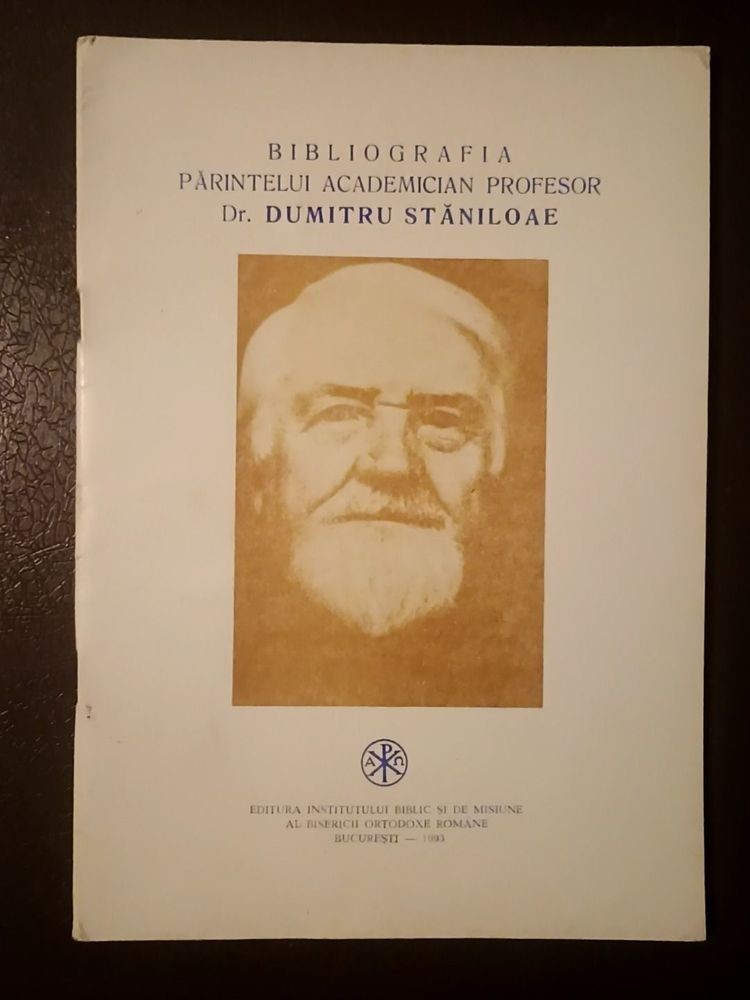 BIBLIOGRAFIA
PĂRINTELUI ACADEMICIAN PROFESOR
Dr. DUMITRU STĂNILOAE
A Ω
EDITURA INSTITUTULUI BIBLIC ȘI DE MISIUNE
AL BISERICII ORTODOXE ROMÂNE
BUCUREȘTI — 1993